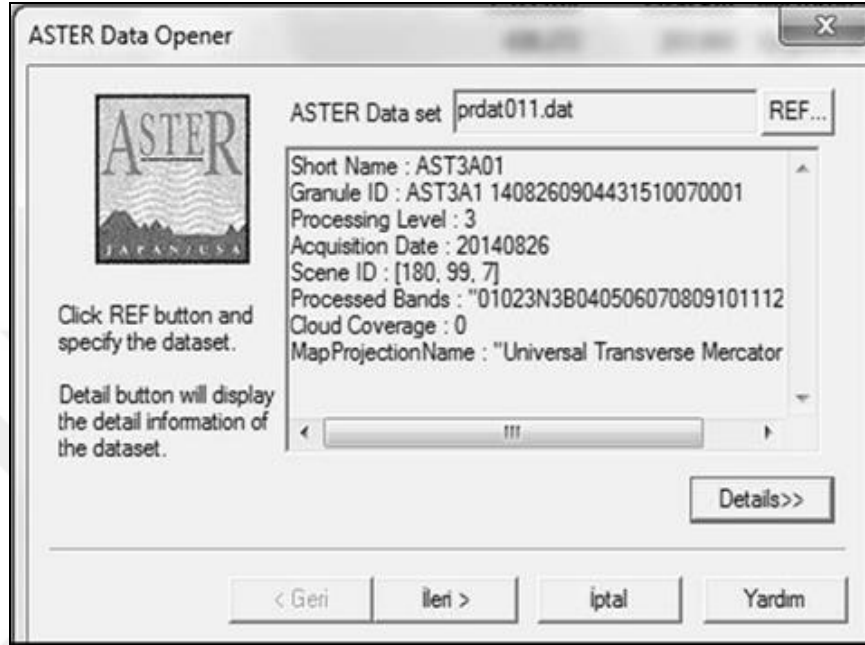 ASTER Data Opener
ASTER
JAPAN/USA
ASTER Data set prdat011.dat REF...
Short Name : AST3A01
Granule ID : AST3A1 1408260904431510070001
Processing Level : 3
Acquisition Date : 20140826
Scene ID : [180, 99, 7]
Processed Bands : "01023N3B040506070809101112
Cloud Coverage : 0
MapProjectionName : "Universal Transverse Mercator
Click REF button and
specify the dataset.
Detail button will display
the detail information of
the dataset.
Details>>
< Geri
İleri >
İptal
Yardım